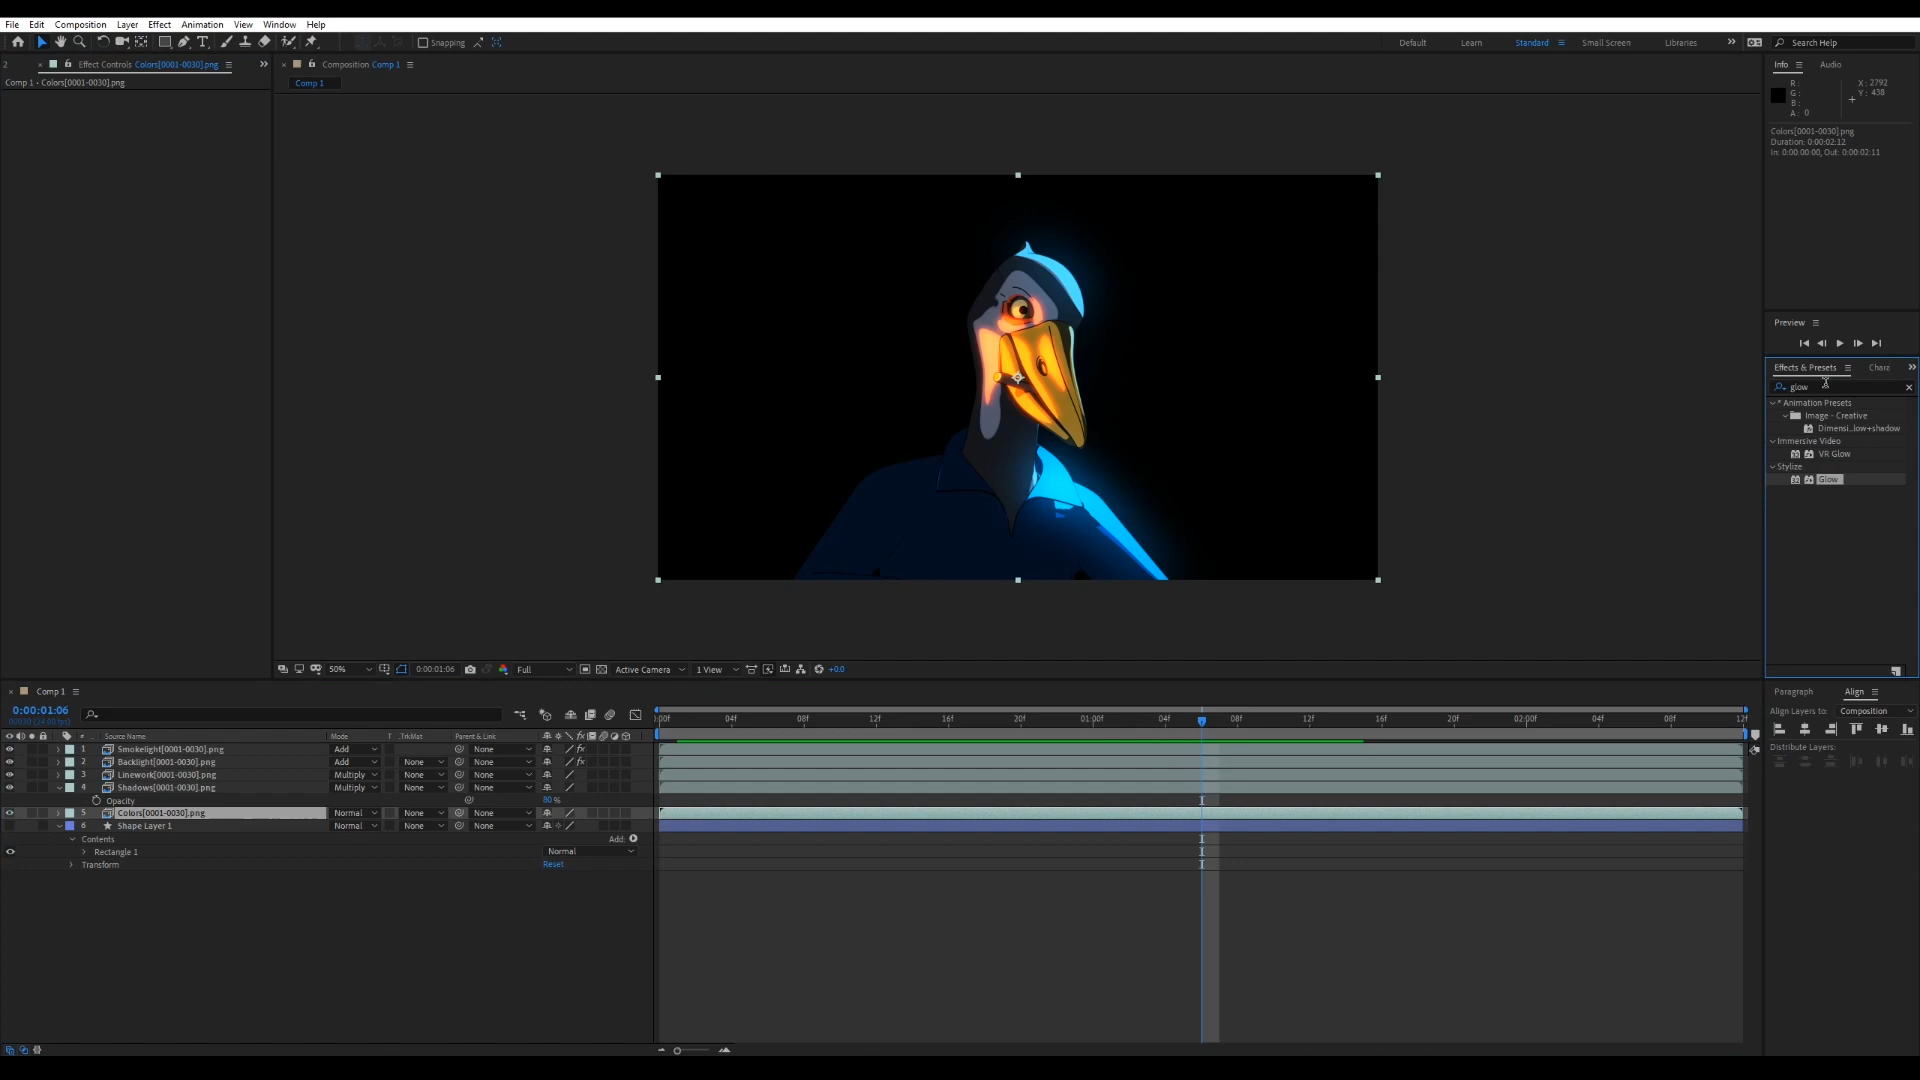 File Edit Composition Layer Effect Animation View Window Help
Snapping
Default Learn Standard Small Screen Libraries Search Help
2 Effect Controls Colors[0001-0030].png
Comp 1 • Colors[0001-0030].png
Composition Comp 1
Comp 1
Info Audio
R :
G :
B :
A : 0
X : 2792
Y : 438
Colors[0001-0030].png
Duration: 0:00:02:12
In: 0:00:00:00, Out: 0:00:02:11
Preview
Effects & Presets Chara
glow
* Animation Presets
Image - Creative
Dimensi...low+shadow
Immersive Video
VR Glow
Stylize
Glow
50% 0:00:01:06 Full Active Camera 1 View +0.0
Comp 1
0:00:01:06
00030 (24.00 fps)
# Source Name Mode T .TrkMat Parent & Link
1 Smokelight[0001-0030].png Add None
2 Backlight[0001-0030].png Add None None
3 Linework[0001-0030].png Multiply None None
4 Shadows[0001-0030].png Multiply None None
Opacity 80 %
5 Colors[0001-0030].png Normal None None
6 Shape Layer 1 Normal None None
Contents Add:
Rectangle 1 Normal
Transform Reset
:00f 04f 08f 12f 16f 20f 01:00f 04f 08f 12f 16f 20f 02:00f 04f 08f 12f
Paragraph Align
Align Layers to: Composition
Distribute Layers: